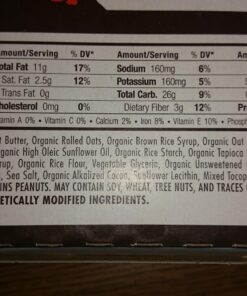 Amount/Serving % DV* Amount/Serving % DV*
Total Fat 11g 17% Sodium 160mg 6%
Sat. Fat 2.5g 12% Potassium 160mg 5%
Trans Fat 0g Total Carb. 26g 9%
Cholesterol 0mg 0% Dietary Fiber 3g 12%
Vitamin A 0% • Vitamin C 0% • Calcium 2% • Iron 8% • Vitamin E 10% •
t Butter, Organic Rolled Oats, Organic Brown Rice Syrup, Organic Oat
Organic High Oleic Sunflower Oil, Organic Rice Starch, Organic Tapioca
Syrup, Organic Rice Flour, Vegetable Glycerin, Organic Unsweetened
Sea Salt, Organic Alkalized Cocoa, Sunflower Lecithin, Mixed Tocop
INS PEANUTS. MAY CONTAIN SOY, WHEAT, TREE NUTS, AND TRACES
ETICALLY MODIFIED INGREDIENTS.